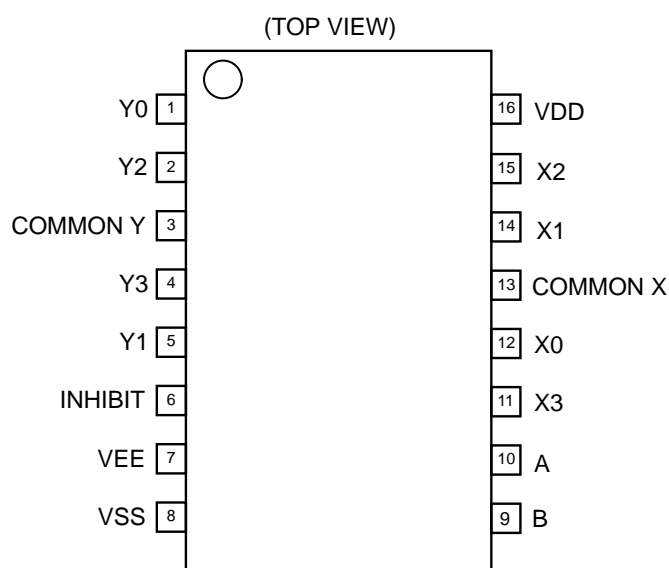 (TOP VIEW)
Y0 1
16 VDD
Y2 2
15 X2
COMMON Y 3
14 X1
Y3 4
13 COMMON X
Y1 5
12 X0
INHIBIT 6
11 X3
VEE 7
10 A
VSS 8
9 B